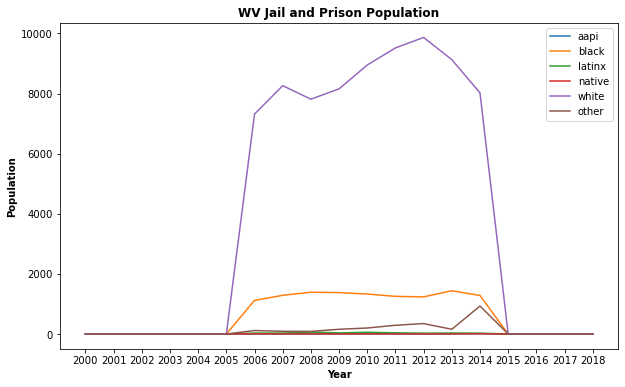 WV Jail and Prison Population
10000
8000
6000
4000
2000
0
Population
aapi
black
latinx
native
white
other
2000 2001 2002 2003 2004 2005 2006 2007 2008 2009 2010 2011 2012 2013 2014 2015 2016 2017 2018
Year